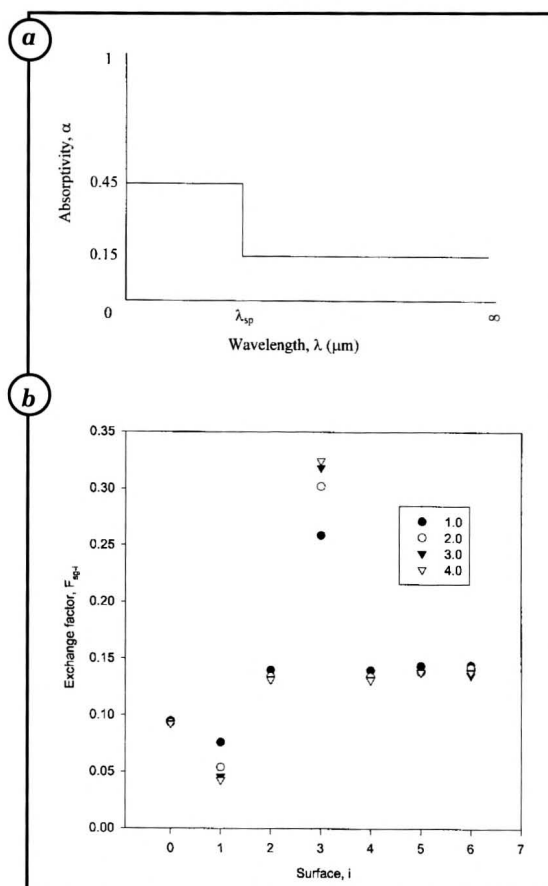 a
1
Absorptivity, α
0.45
0.15
0
λsp
∞
Wavelength, λ (μm)
b
0.35
0.30
0.25
0.20
0.15
0.10
0.05
0.00
Exchange factor, Fsg-i
1.0
2.0
3.0
4.0
0 1 2 3 4 5 6 7
Surface, i